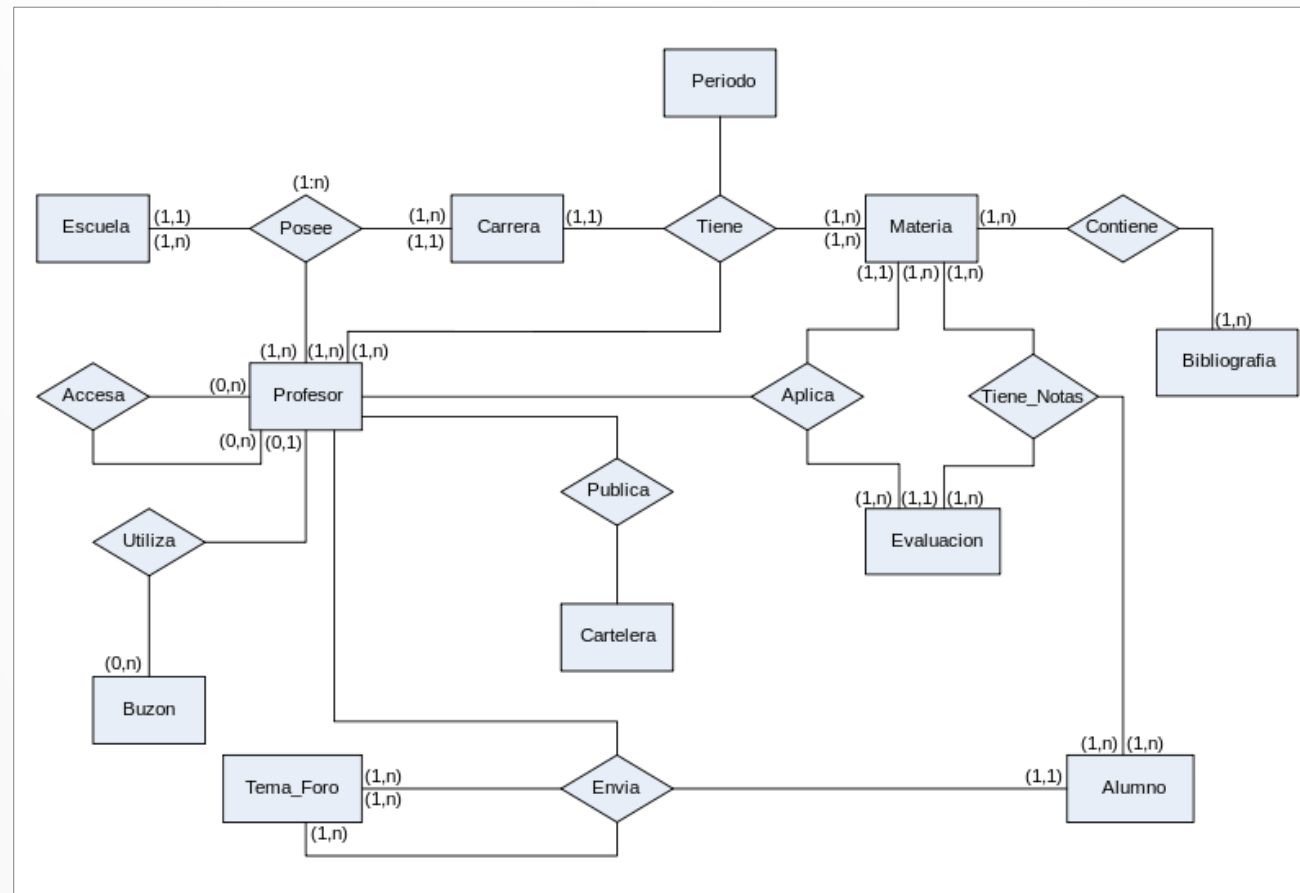 Periodo
(1:n)
Escuela (1,1) Posee (1,n) Carrera (1,1) Tiene (1,n) Materia (1,n) Contiene
(1,n) (1,1) (1,n)
(1,1) (1,n) (1,n)
(1,n)
(1,n) (1,n) (1,n)
Bibliografia
Accesa (0,n) Profesor Aplica Tiene_Notas
(0,n) (0,1)
Publica
(1,n) (1,1) (1,n)
Utiliza Evaluacion
Cartelera
(0,n)
Buzon
(1,n) (1,n)
(1,n) (1,1)
Tema_Foro Envia Alumno
(1,n)
(1,n)